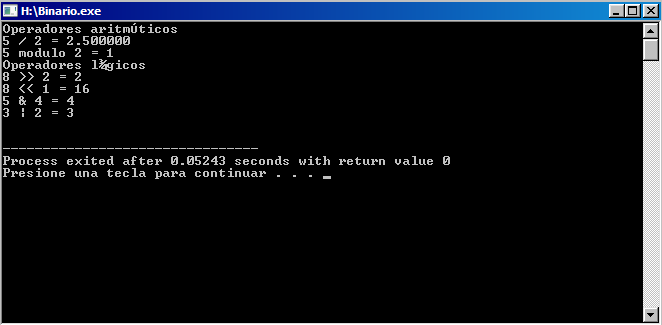 H:\Binario.exe
Operadores aritmÚticos
5 / 2 = 2.500000
5 modulo 2 = 1
Operadores l¾gicos
8 >> 2 = 2
8 << 1 = 16
5 & 4 = 4
3 ¦ 2 = 3
--------------------------------
Process exited after 0.05243 seconds with return value 0
Presione una tecla para continuar . . . _